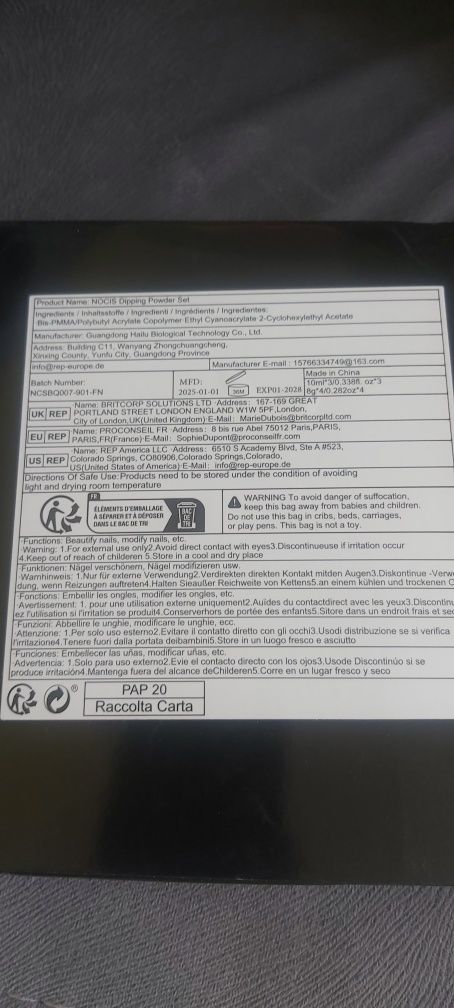 Product Name: NOCIS Dipping Powder Set
Ingredients / Inhaltsstoffe / Ingredienti / Ingrédients / Ingredientes:
Bis-PMMA/Polybutyl Acrylate Copolymer Ethyl Cyanoacrylate 2-Cyclohexylethyl Acetate
Manufacturer: Guangdong Hailu Biological Technology Co., Ltd.
Address: Building C11, Wanyang Zhongchuangcheng,
Xinxing County, Yunfu City, Guangdong Province
info@rep-europe.de
Manufacturer E-mail : 15766334749@163.com
Batch Number:
NCSBQ007-901-FN
MFD:
2025-01-01
36M
EXP01-2028
Made in China
10ml*3/0.338fl. oz*3
8g*4/0.282oz*4
UK REP
Name: BRITCORP SOLUTIONS LTD ·Address: 167-169 GREAT
PORTLAND STREET LONDON ENGLAND W1W 5PF,London,
City of London,UK(United Kingdom)·E-Mail: MarieDubois@britcorpltd.com
EU REP
Name: PROCONSEIL FR ·Address: 8 bis rue Abel 75012 Paris,PARIS,
PARIS,FR(France)·E-Mail: SophieDupont@proconseilfr.com
US REP
Name: REP America LLC ·Address: 6510 S Academy Blvd, Ste A #523,
Colorado Springs, CO80906,Colorado Springs,Colorado,
US(United States of America)·E-Mail: info@rep-europe.de
Directions Of Safe Use:Products need to be stored under the condition of avoiding
light and drying room temperature
FR
ÉLÉMENTS D'EMBALLAGE
À SÉPARER ET À DÉPOSER
DANS LE BAC DE TRI
BAC
DE
TRI
WARNING To avoid danger of suffocation,
keep this bag away from babies and children.
Do not use this bag in cribs, beds, carriages,
or play pens. This bag is not a toy.
·Functions: Beautify nails, modify nails, etc.
·Warning: 1.For external use only2.Avoid direct contact with eyes3.Discontinueuse if irritation occur
4.Keep out of reach of children 5.Store in a cool and dry place
·Funktionen: Nägel verschönern, Nägel modifizieren usw.
·Warnhinweis: 1.Nur für externe Verwendung2.Verdirekten direkten Kontakt mitden Augen3.Diskontinue -Verw
dung, wenn Reizungen auftreten4.Halten Sieaußer Reichweite von Kettens5.an einem kühlen und trockenen
·Fonctions: Embellir les ongles, modifier les ongles, etc.
·Avertissement: 1. pour une utilisation externe uniquement2.Auides du contactdirect avec les yeux3.Discontinu
ez l'utilisation si l'irritation se produit4.Conservерhors de portée des enfants5.Sitore dans un endroit frais et sec
·Funzioni: Abbellire le unghie, modificare le unghie, ecc.
·Attenzione: 1.Per solo uso esterno2.Evitare il contatto diretto con gli occhi3.Usodi distribuzione se si verifica
l'irritazione4.Tenere fuori dalla portata deibambini5.Store in un luogo fresco e asciutto
·Funciones: Embellecer las uñas, modificar uñas, etc.
Advertencia: 1.Solo para uso externo2.Evie el contacto directo con los ojos3.Usode Discontinúo si se
produce irritación4.Mantenga fuera del alcance deChilderen5.Corre en un lugar fresco y seco
®
PAP 20
Raccolta Carta